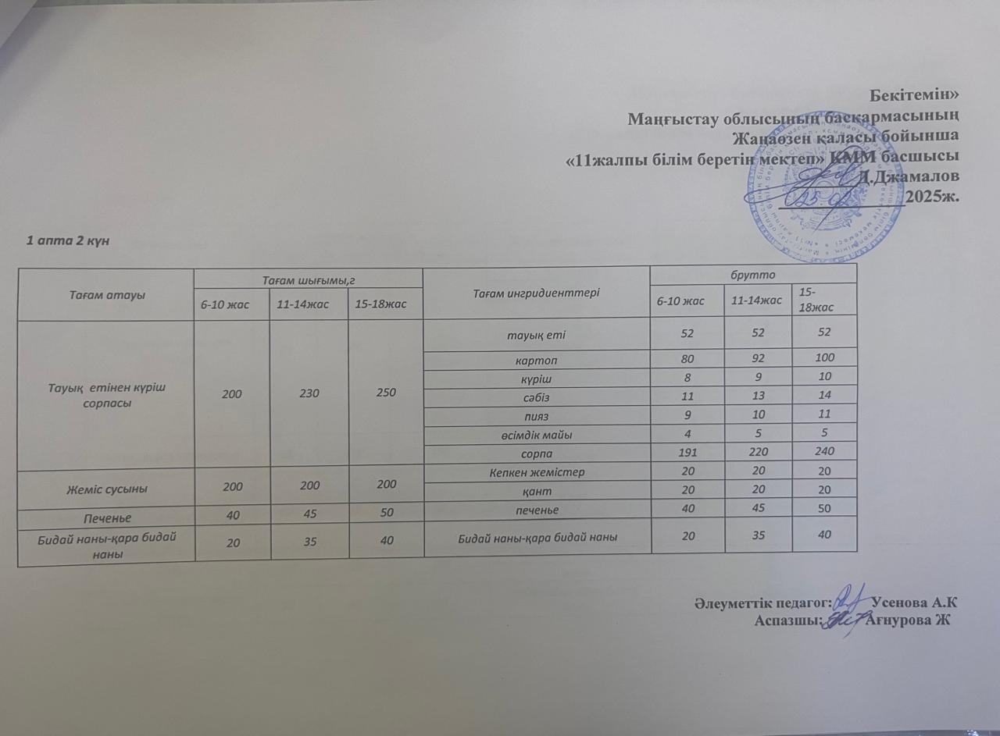 Бекітемін»
Маңғыстау облысының басқармасының
Жаңаөзен қаласы бойынша
«11жалпы білім беретін мектеп» КММ басшысы
Д.Джамалов
25.02 2025ж.
1 апта 2 күн
Тағам атауы Тағам шығымы,г Тағам ингридиенттері брутто
6-10 жас 11-14жас 15-18жас 6-10 жас 11-14жас 15-
18жас
Тауық етінен күріш
сорпасы
200 230 250
тауық еті 52 52 52
картоп 80 92 100
күріш 8 9 10
сәбіз 11 13 14
пияз 9 10 11
өсімдік майы 4 5 5
сорпа 191 220 240
Жеміс сусыны 200 200 200
Кепкен жемістер 20 20 20
қант 20 20 20
Печенье 40 45 50 печенье 40 45 50
Бидай наны-қара бидай
наны
20 35 40 Бидай наны-қара бидай наны 20 35 40
Әлеуметтік педагог: Усенова А.К
Аспазшы: Ағнурова Ж